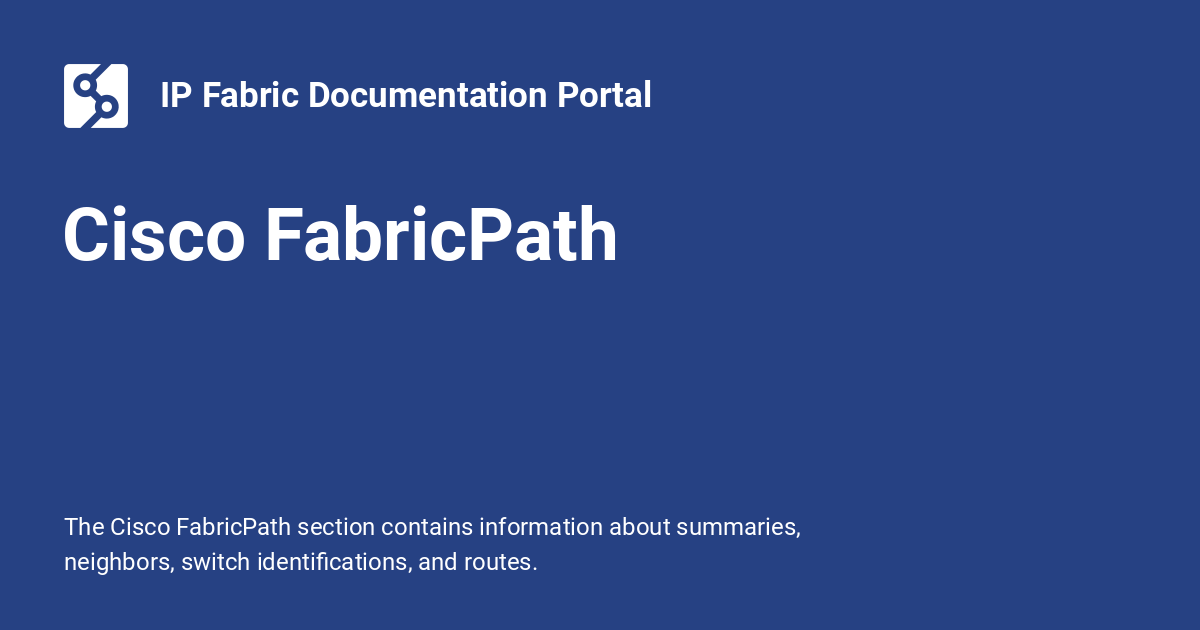 IP Fabric Documentation Portal
Cisco FabricPath
The Cisco FabricPath section contains information about summaries,
neighbors, switch identifications, and routes.